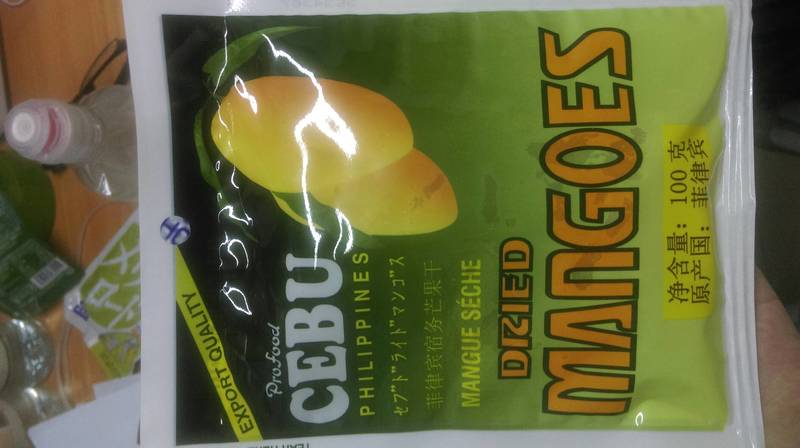 EXPORT QUALITY
Profood
CEBU
PHILIPPINES
セブドライドマンゴース
菲律宾宿务芒果干
MANGUE SÉCHE
DRIED
MANGOES
净含量: 100 克
原产国: 菲律宾